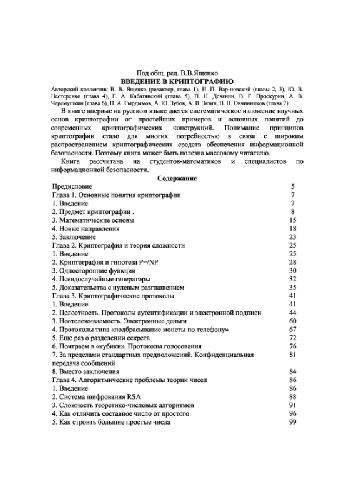 Под общ. ред. В.В.Ященко
ВВЕДЕНИЕ В КРИПТОГРАФИЮ
Авторский коллектив: В. В. Ященко (редактор, глава 1), Н. П. Варновский (главы 2, 3), Ю. В.
Нестеренко (глава 4), Г. А. Кабатянский (глава 5), П. Н. Девянин, В. Г. Проскурин, А. В.
Черемушкин (глава 6), П. А. Гырдымов, А. Ю. Зубов, А. В. Зязин, В. Н. Овчинников (глава 7)
В книге впервые на русском языке дается систематическое изложение научных
основ криптографии от простейших примеров и основных понятий до
современных криптографических конструкций. Понимание принципов
криптографии стало для многих потребностью в связи с широким
распространением криптографических средств обеспечения информационной
безопасности. Поэтому книга может быть полезна массовому читателю.
Книга рассчитана на студентов-математиков и специалистов по
информационной безопасности.
Содержание
Предисловие 5
Глава 1. Основные понятия криптографии 7
1. Введение 7
2. Предмет криптографии . 8
3. Математические основы 15
4. Новые направления 18
5. Заключение 23
Глава 2. Криптография и теория сложности 25
1. Введение 25
2. Криптография и гипотеза P≠NP 28
3. Односторонние функции 30
4. Псевдослучайные генераторы 32
5. Доказательства с нулевым разглашением 35
Глава 3. Криптографические протоколы 41
1. Введение 41
2. Целостность. Протоколы аутентификации и электронной подписи 44
3. Неотслеживаемость. Электронные деньги 60
4. Протоколы типа «подбрасывание монеты по телефону» 67
5. Еще раз о разделении секрета 72
6. Поиграем в «кубики». Протоколы голосования 76
7. За пределами стандартных предположений. Конфиденциальная 81
передача сообщений
8. Вместо заключения 84
Глава 4. Алгоритмические проблемы теории чисел 86
1. Введение 86
2. Система шифрования RSA 88
3. Сложность теоретико-числовых алгоритмов 91
4. Как отличить составное число от простого 96
5. Как строить большие простые числа 99